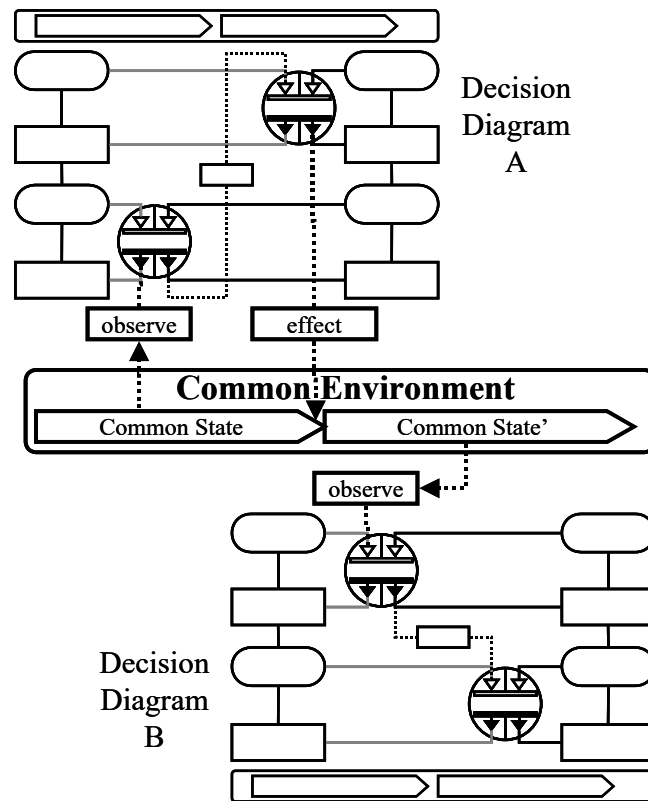 Decision
Diagram
A
observe
effect
Common Environment
Common State
Common State’
observe
Decision
Diagram
B